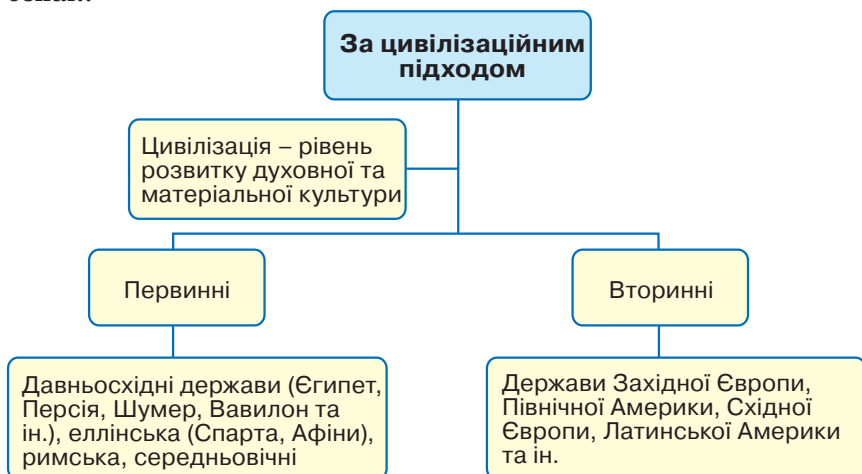 За цивілізаційним
підходом
Цивілізація – рівень
розвитку духовної та
матеріальної культури
Первинні
Вторинні
Давньосхідні держави (Єгипет,
Персія, Шумер, Вавилон та
ін.), еллінська (Спарта, Афіни),
римська, середньовічні
Держави Західної Європи,
Північної Америки, Східної
Європи, Латинської Америки
та ін.